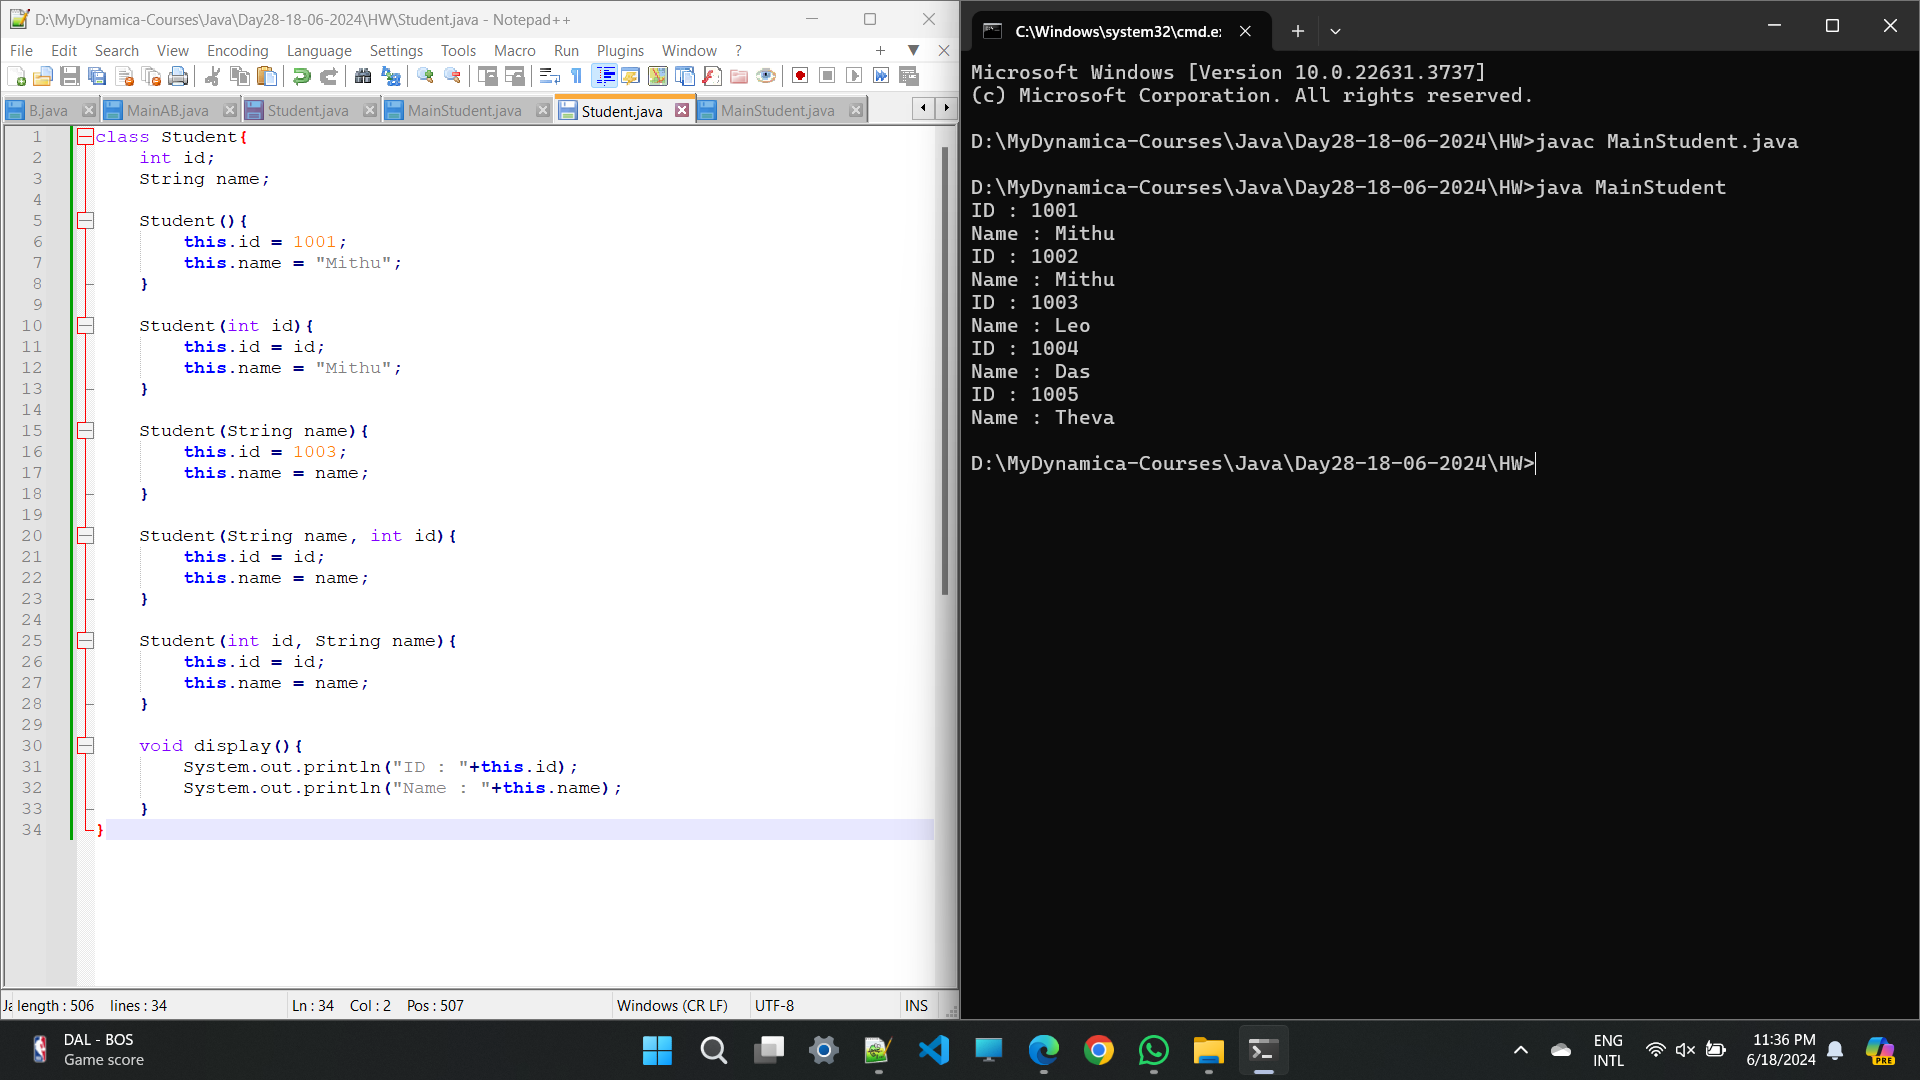 D:\MyDynamica-Courses\Java\Day28-18-06-2024\HW\Student.java - Notepad++
File Edit Search View Encoding Language Settings Tools Macro Run Plugins Window ?
B.java MainAB.java Student.java MainStudent.java Student.java MainStudent.java
1 class Student{
2 int id;
3 String name;
4
5 Student(){
6 this.id = 1001;
7 this.name = "Mithu";
8 }
9
10 Student(int id){
11 this.id = id;
12 this.name = "Mithu";
13 }
14
15 Student(String name){
16 this.id = 1003;
17 this.name = name;
18 }
19
20 Student(String name, int id){
21 this.id = id;
22 this.name = name;
23 }
24
25 Student(int id, String name){
26 this.id = id;
27 this.name = name;
28 }
29
30 void display(){
31 System.out.println("ID : "+this.id);
32 System.out.println("Name : "+this.name);
33 }
34 }
length : 506 lines : 34 Ln : 34 Col : 2 Pos : 507 Windows (CR LF) UTF-8 INS
C:\Windows\system32\cmd.e
Microsoft Windows [Version 10.0.22631.3737]
(c) Microsoft Corporation. All rights reserved.
D:\MyDynamica-Courses\Java\Day28-18-06-2024\HW>javac MainStudent.java
D:\MyDynamica-Courses\Java\Day28-18-06-2024\HW>java MainStudent
ID : 1001
Name : Mithu
ID : 1002
Name : Mithu
ID : 1003
Name : Leo
ID : 1004
Name : Das
ID : 1005
Name : Theva
D:\MyDynamica-Courses\Java\Day28-18-06-2024\HW>
DAL - BOS
Game score
ENG
INTL
11:36 PM
6/18/2024
PRE